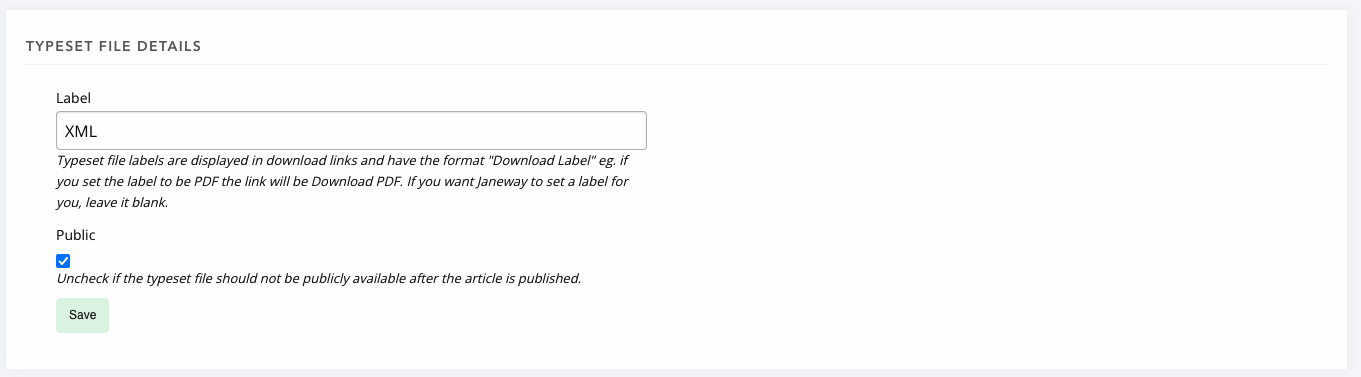 TYPESET FILE DETAILS
Label
XML
Typeset file labels are displayed in download links and have the format "Download Label" eg. if
you set the label to be PDF the link will be Download PDF. If you want Janeway to set a label for
you, leave it blank.
Public
Uncheck if the typeset file should not be publicly available after the article is published.
Save